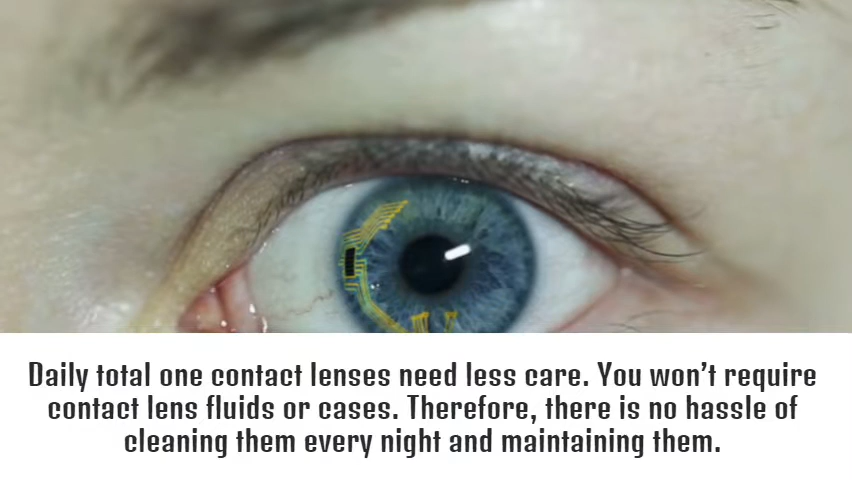 Daily total one contact lenses need less care. You won’t require
contact lens fluids or cases. Therefore, there is no hassle of
cleaning them every night and maintaining them.